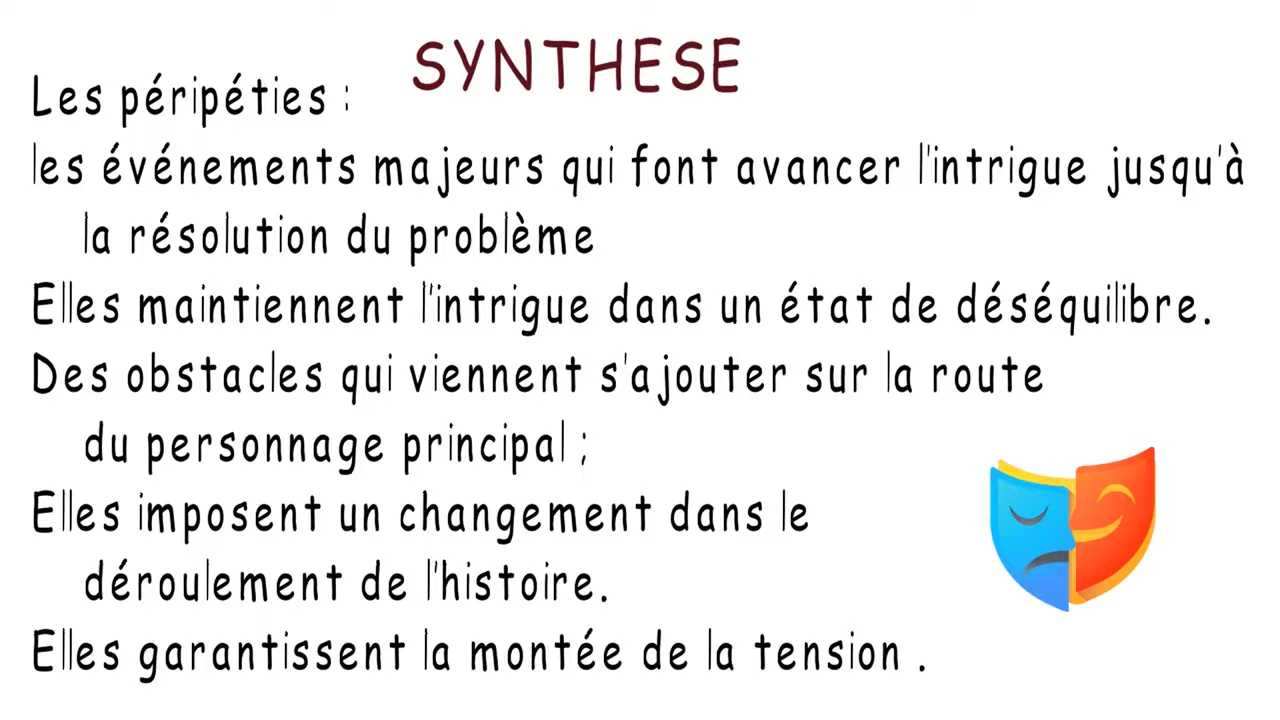 SYNTHESE
Les péripéties :
les événements majeurs qui font avancer l'intrigue jusqu'à
la résolution du problème
Elles maintiennent l'intrigue dans un état de déséquilibre.
Des obstacles qui viennent s'ajouter sur la route
du personnage principal ;
Elles imposent un changement dans le
déroulement de l'histoire.
Elles garantissent la montée de la tension .